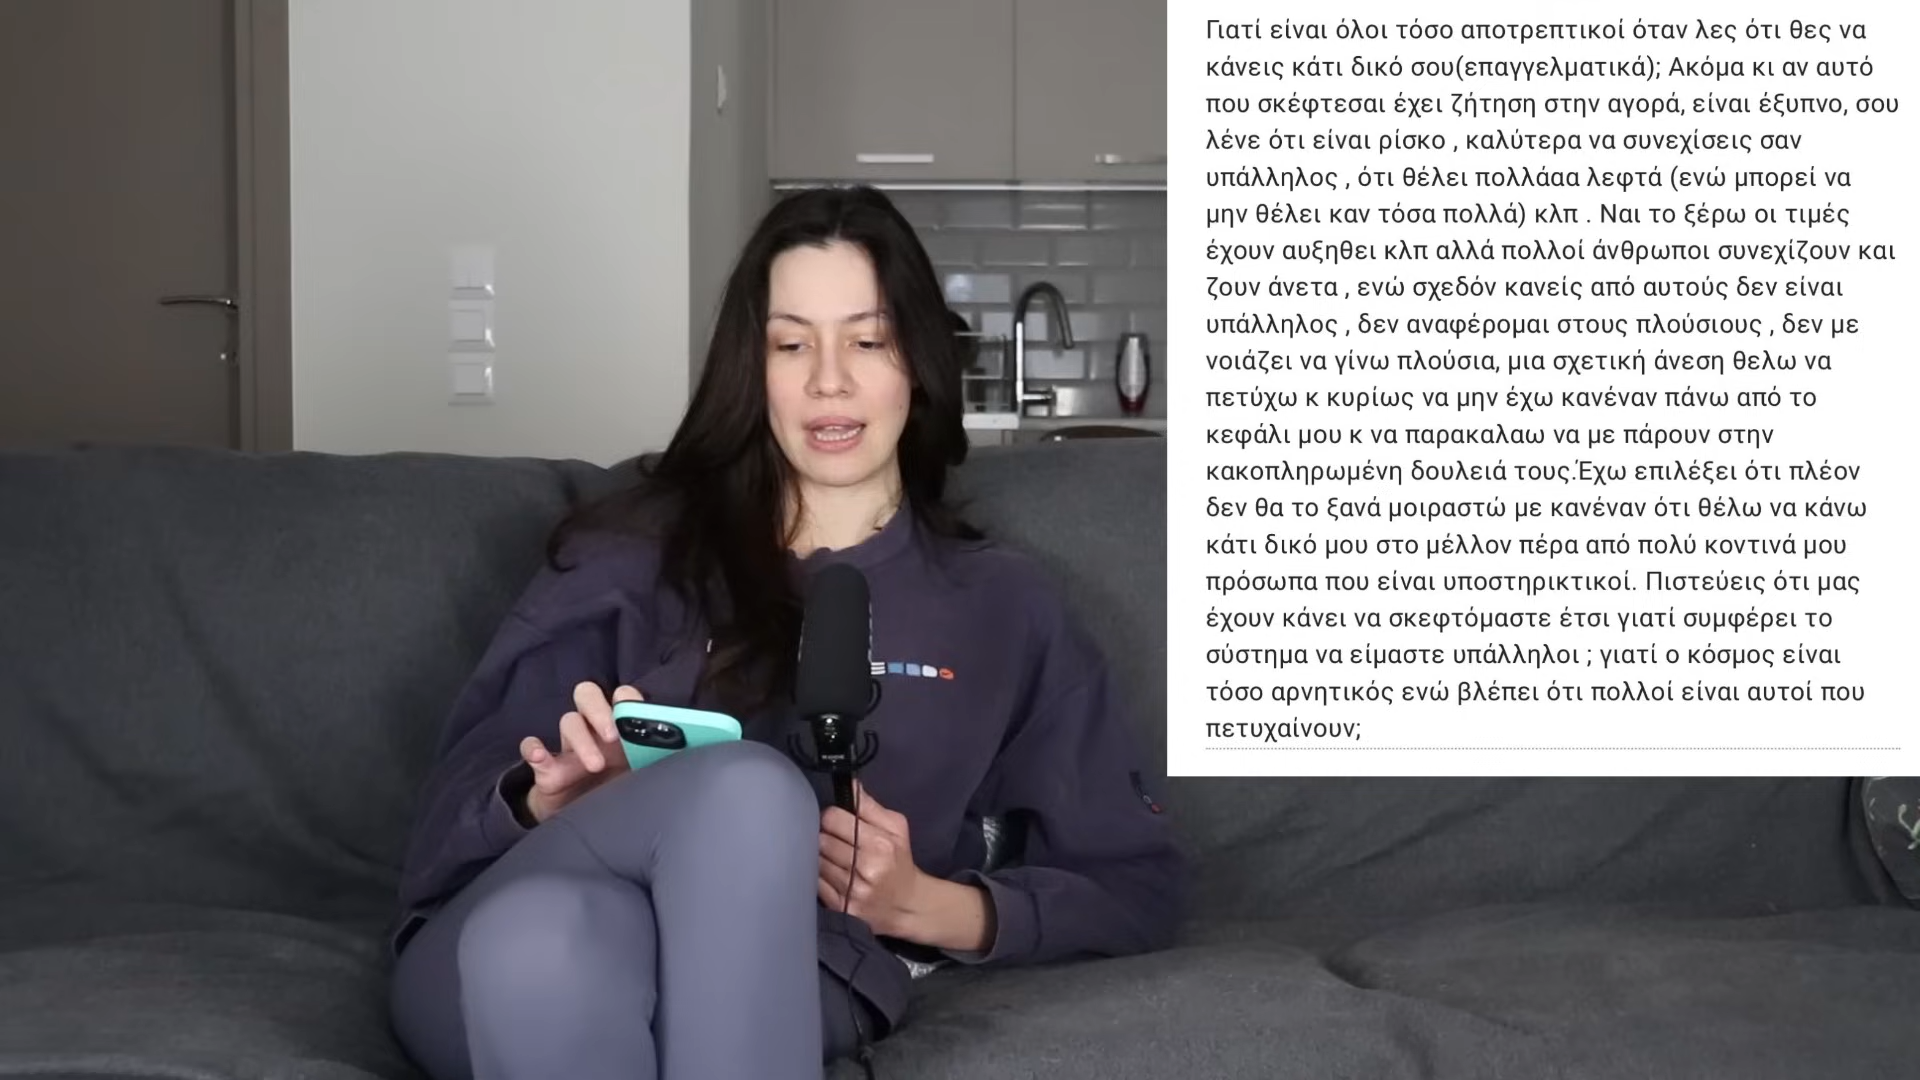 Γιατί είναι όλοι τόσο αποτρεπτικοί όταν λες ότι θες να
κάνεις κάτι δικό σου(επαγγελματικά); Ακόμα κι αν αυτό
που σκέφτεσαι έχει ζήτηση στην αγορά, είναι έξυπνο, σου
λένε ότι είναι ρίσκο , καλύτερα να συνεχίσεις σαν
υπάλληλος , ότι θέλει πολλάαα λεφτά (ενώ μπορεί να
μην θέλει καν τόσα πολλά) κλπ . Ναι το ξέρω οι τιμές
έχουν αυξηθει κλπ αλλά πολλοί άνθρωποι συνεχίζουν και
ζουν άνετα , ενώ σχεδόν κανείς από αυτούς δεν είναι
υπάλληλος , δεν αναφέρομαι στους πλούσιους , δεν με
νοιάζει να γίνω πλούσια, μια σχετική άνεση θελω να
πετύχω κ κυρίως να μην έχω κανέναν πάνω από το
κεφάλι μου κ να παρακαλαω να με πάρουν στην
κακοπληρωμένη δουλειά τους.Έχω επιλέξει ότι πλέον
δεν θα το ξανά μοιραστώ με κανέναν ότι θέλω να κάνω
κάτι δικό μου στο μέλλον πέρα από πολύ κοντινά μου
πρόσωπα που είναι υποστηρικτικοί. Πιστεύεις ότι μας
έχουν κάνει να σκεφτόμαστε έτσι γιατί συμφέρει το
σύστημα να είμαστε υπάλληλοι ; γιατί ο κόσμος είναι
τόσο αρνητικός ενώ βλέπει ότι πολλοί είναι αυτοί που
πετυχαίνουν;